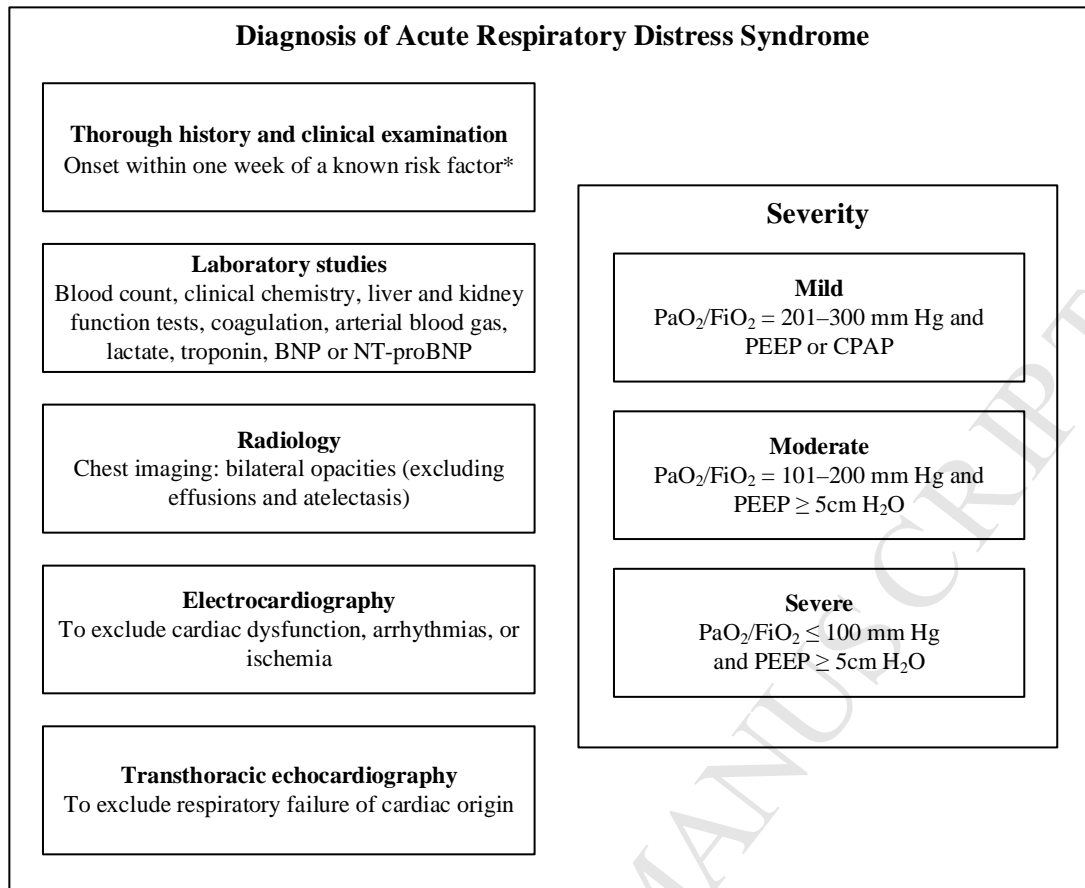 Diagnosis of Acute Respiratory Distress Syndrome
Thorough history and clinical examination
Onset within one week of a known risk factor*
Laboratory studies
Blood count, clinical chemistry, liver and kidney
function tests, coagulation, arterial blood gas,
lactate, troponin, BNP or NT-proBNP
Radiology
Chest imaging: bilateral opacities (excluding
effusions and atelectasis)
Electrocardiography
To exclude cardiac dysfunction, arrhythmias, or
ischemia
Transthoracic echocardiography
To exclude respiratory failure of cardiac origin
Severity
Mild
PaO₂/FiO₂ = 201–300 mm Hg and
PEEP or CPAP
Moderate
PaO₂/FiO₂ = 101–200 mm Hg and
PEEP ≥ 5cm H₂O
Severe
PaO₂/FiO₂ ≤ 100 mm Hg
and PEEP ≥ 5cm H₂O
MANUSCRIPT